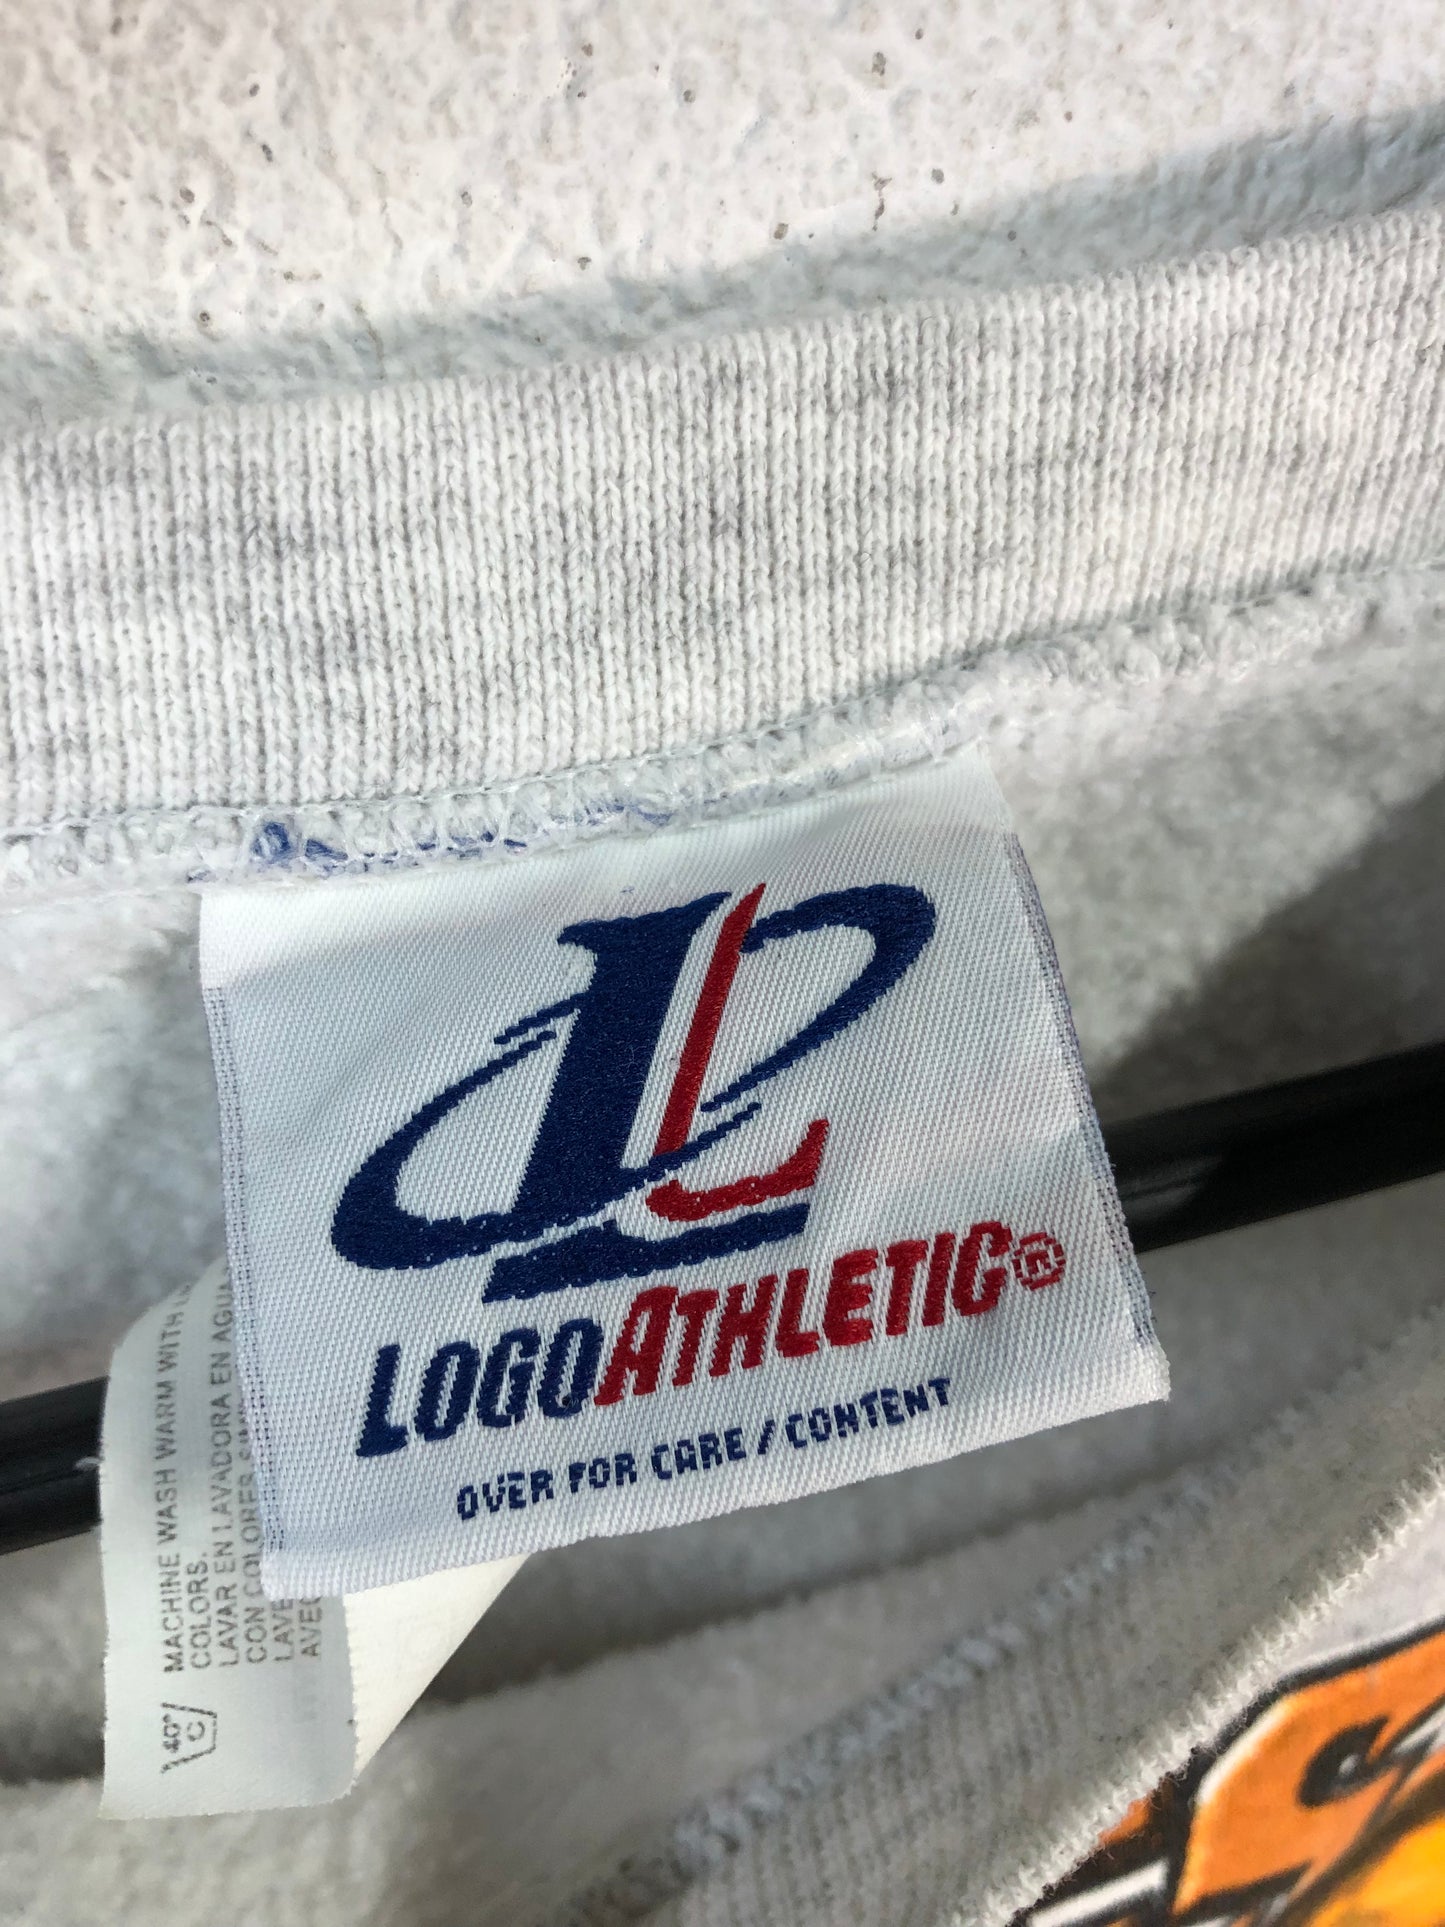 LOGOATHLETIC®
OVER FOR CARE / CONTENT
MACHINE WASH WARM WITH
COLORS.
LAVAR EN LAVADORA EN AGUA
CON COLORES
40°
C